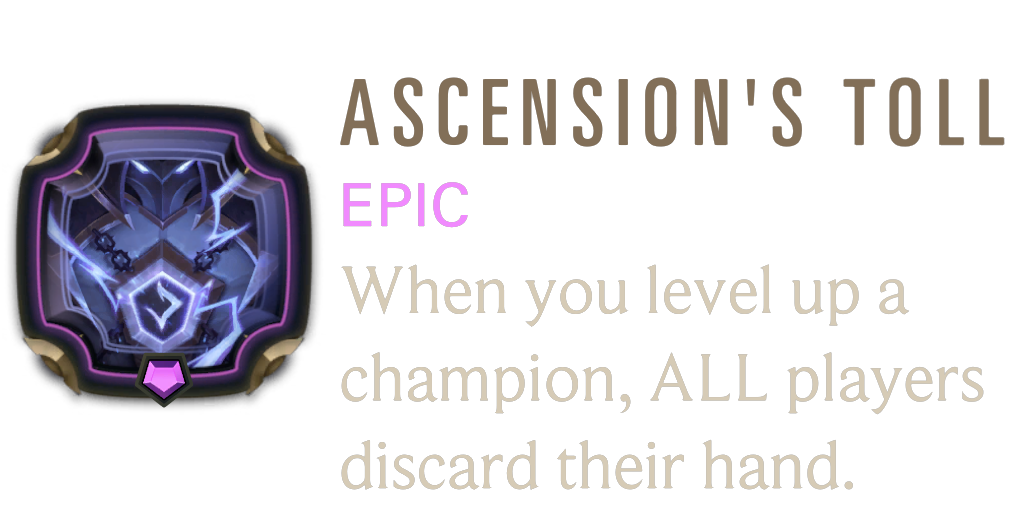 ASCENSION'S TOLL
EPIC
When you level up a
champion, ALL players
discard their hand.